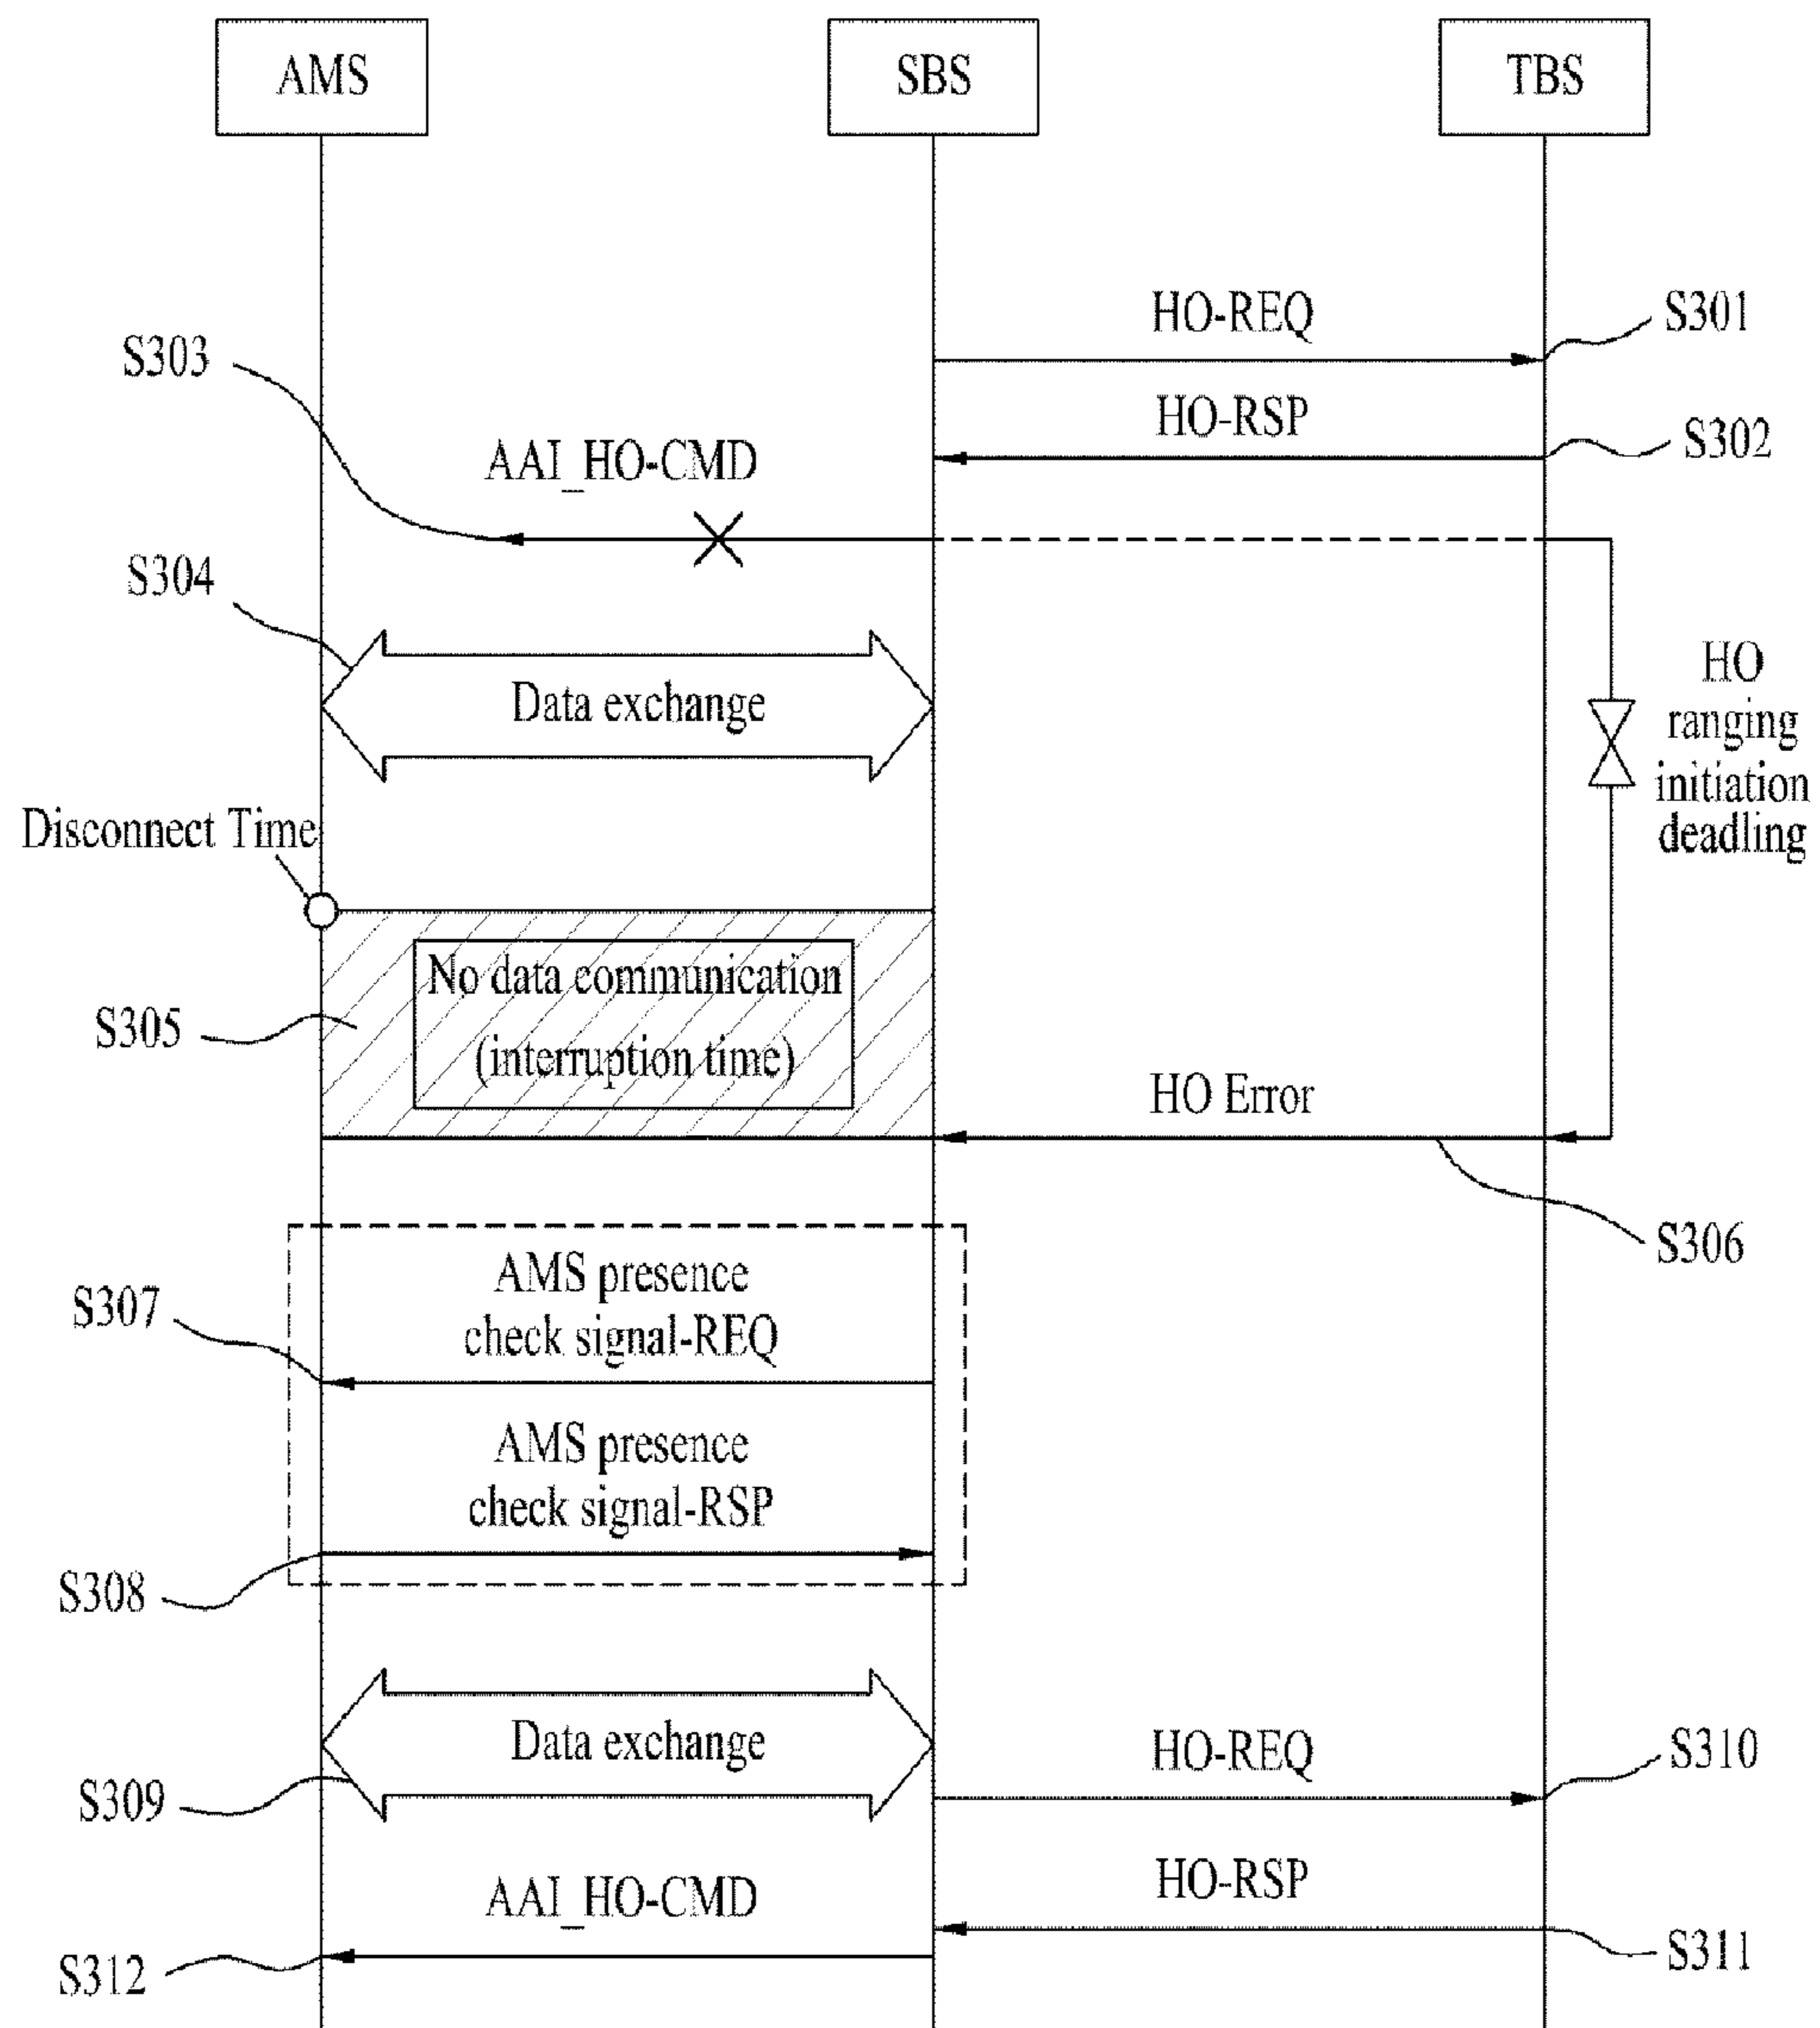 AMS
SBS
TBS
HO-REQ
S301
S303
HO-RSP
S302
AAI_HO-CMD
S304
Data exchange
HO
ranging
initiation
deadling
Disconnect Time
No data communication
(interruption time)
S305
HO Error
S306
AMS presence
check signal-REQ
S307
AMS presence
check signal-RSP
S308
Data exchange
S309
HO-REQ
S310
AAI_HO-CMD
HO-RSP
S311
S312